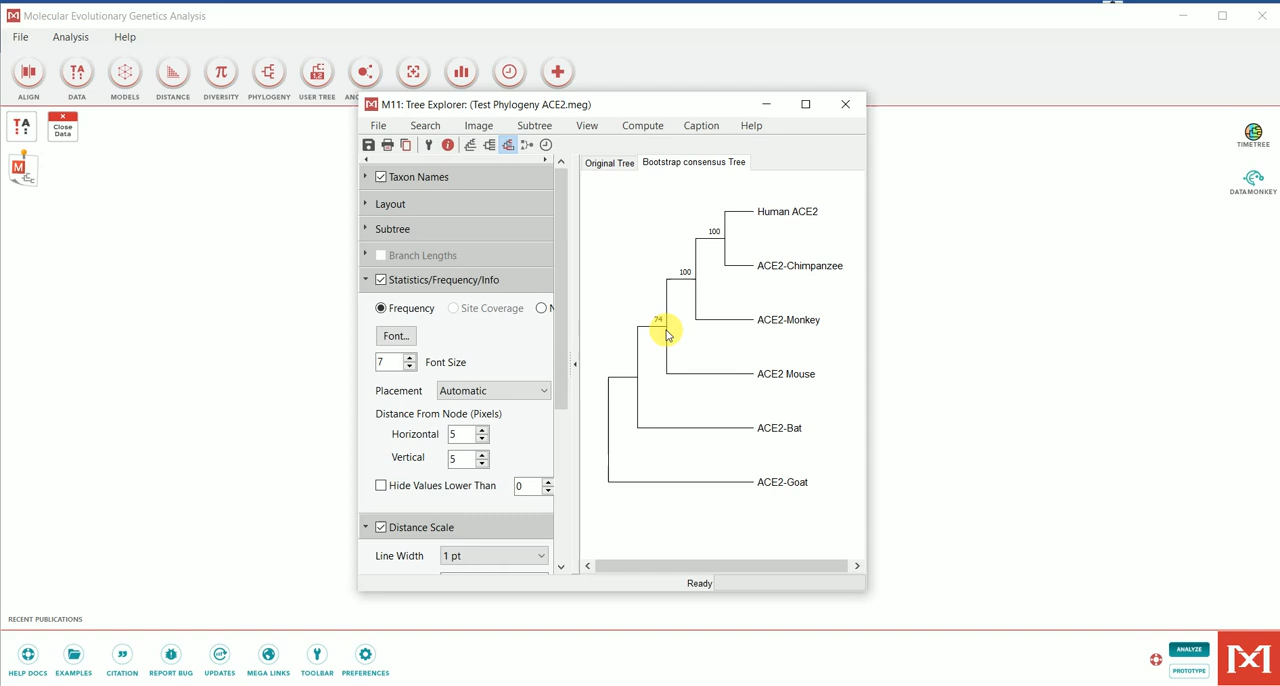 Molecular Evolutionary Genetics Analysis
File Analysis Help
TA
π
1,2
ALIGN DATA MODELS DISTANCE DIVERSITY PHYLOGENY USER TREE
M11: Tree Explorer: (Test Phylogeny ACE2.meg)
File Search Image Subtree View Compute Caption Help
TA
Close
Data
M
Original Tree Bootstrap consensus Tree
Taxon Names
Layout
Subtree
Branch Lengths
Statistics/Frequency/Info
Frequency Site Coverage
Font...
7 Font Size
Placement Automatic
Distance From Node (Pixels)
Horizontal 5
Vertical 5
Hide Values Lower Than 0
Distance Scale
Line Width 1 pt
Human ACE2
100
ACE2-Chimpanzee
100
ACE2-Monkey
74
ACE2 Mouse
ACE2-Bat
ACE2-Goat
Ready
TIMETREE
DATAMONKEY
RECENT PUBLICATIONS
HELP DOCS EXAMPLES CITATION REPORT BUG UPDATES MEGA LINKS TOOLBAR PREFERENCES
ANALYZE
PROTOTYPE
M